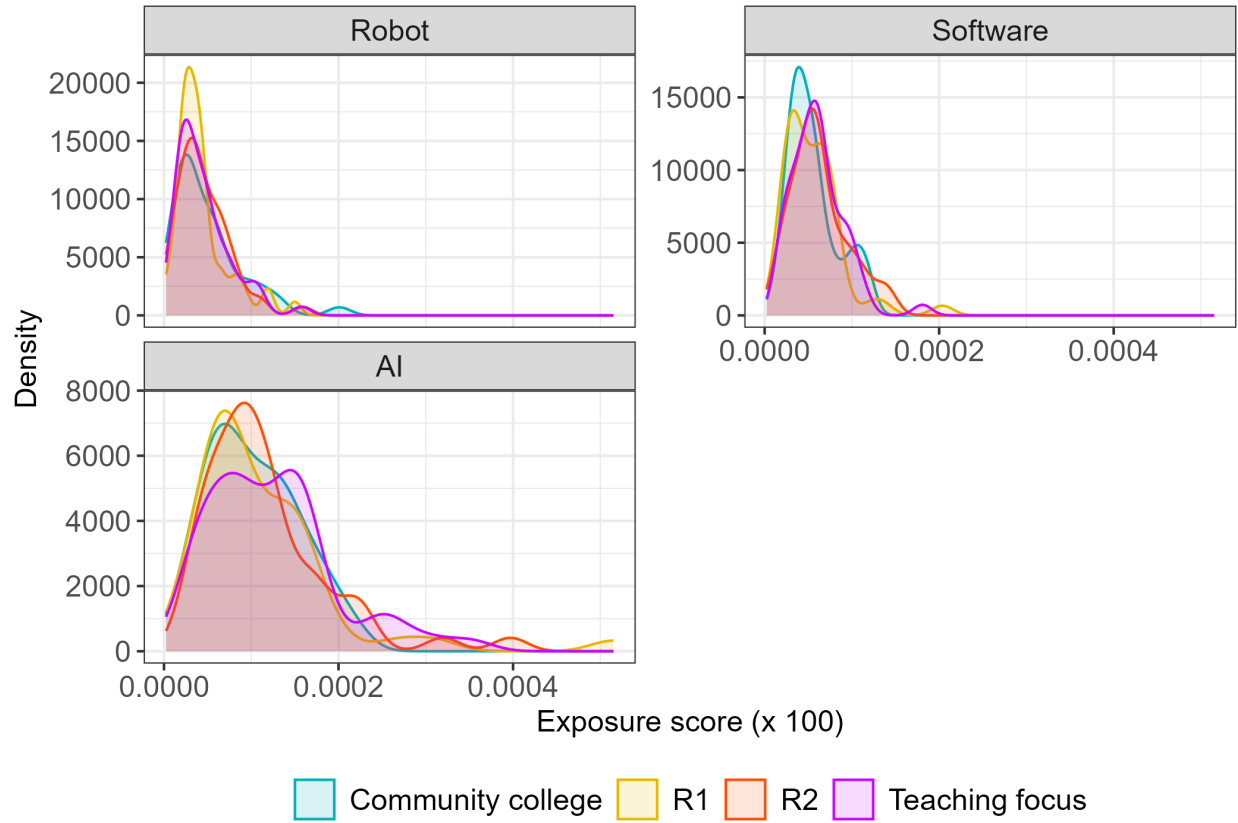 Robot
Software
20000
15000
10000
5000
0
15000
10000
5000
0
0.0000 0.0002 0.0004
Density
AI
8000
6000
4000
2000
0
0.0000 0.0002 0.0004
Exposure score (x 100)
Community college R1 R2 Teaching focus